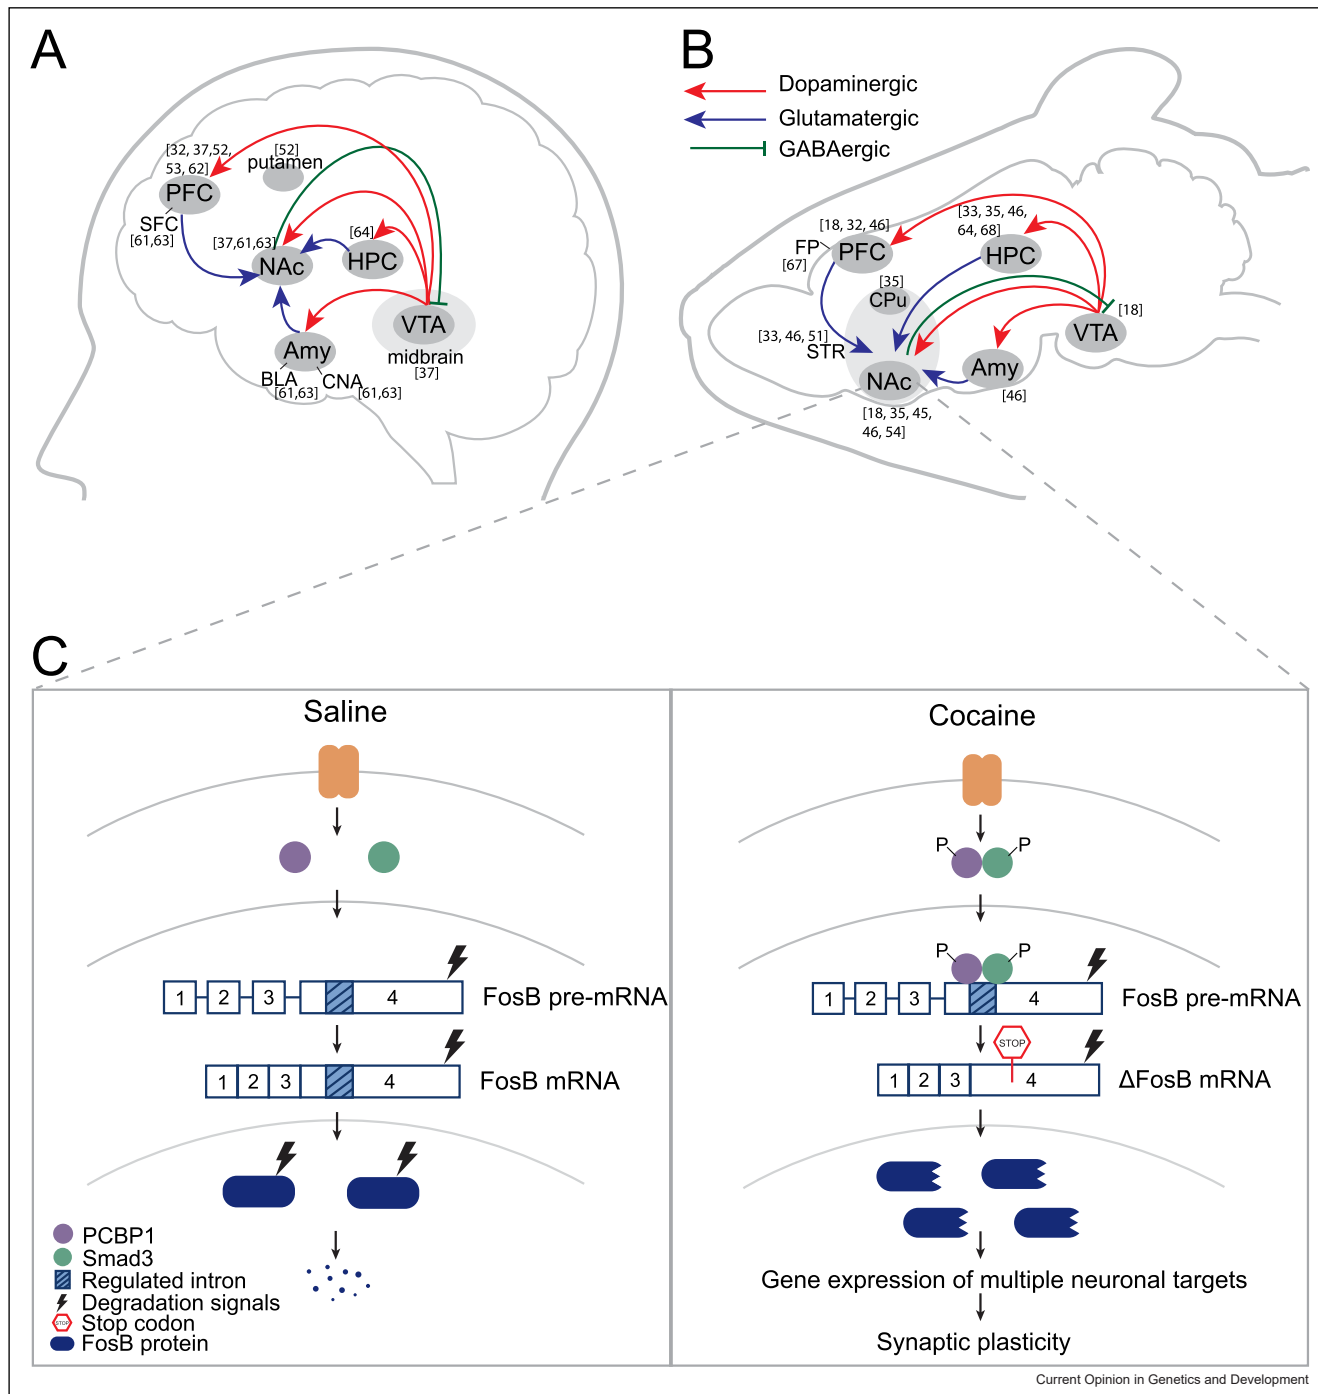 A
[32, 37,52,
53, 62]
PFC
SFC
[61,63]
[52]
putamen
[37,61,63]
NAc
[64]
HPC
VTA
midbrain
[37]
Amy
BLA
[61,63]
CNA
[61,63]
B
Dopaminergic
Glutamatergic
GABAergic
[18, 32, 46]
FP
[67]
PFC
[33, 35, 46,
64, 68]
HPC
[35]
CPu
[18]
VTA
[33, 46, 51]
STR
NAc
Amy
[46]
[18, 35, 45,
46, 54]
C
Saline
1 2 3 4
FosB pre-mRNA
1 2 3 4
FosB mRNA
PCBP1
Smad3
Regulated intron
Degradation signals
STOP Stop codon
FosB protein
Cocaine
P P
P P
1 2 3 4
FosB pre-mRNA
STOP
1 2 3 4
ΔFosB mRNA
Gene expression of multiple neuronal targets
Synaptic plasticity
Current Opinion in Genetics and Development